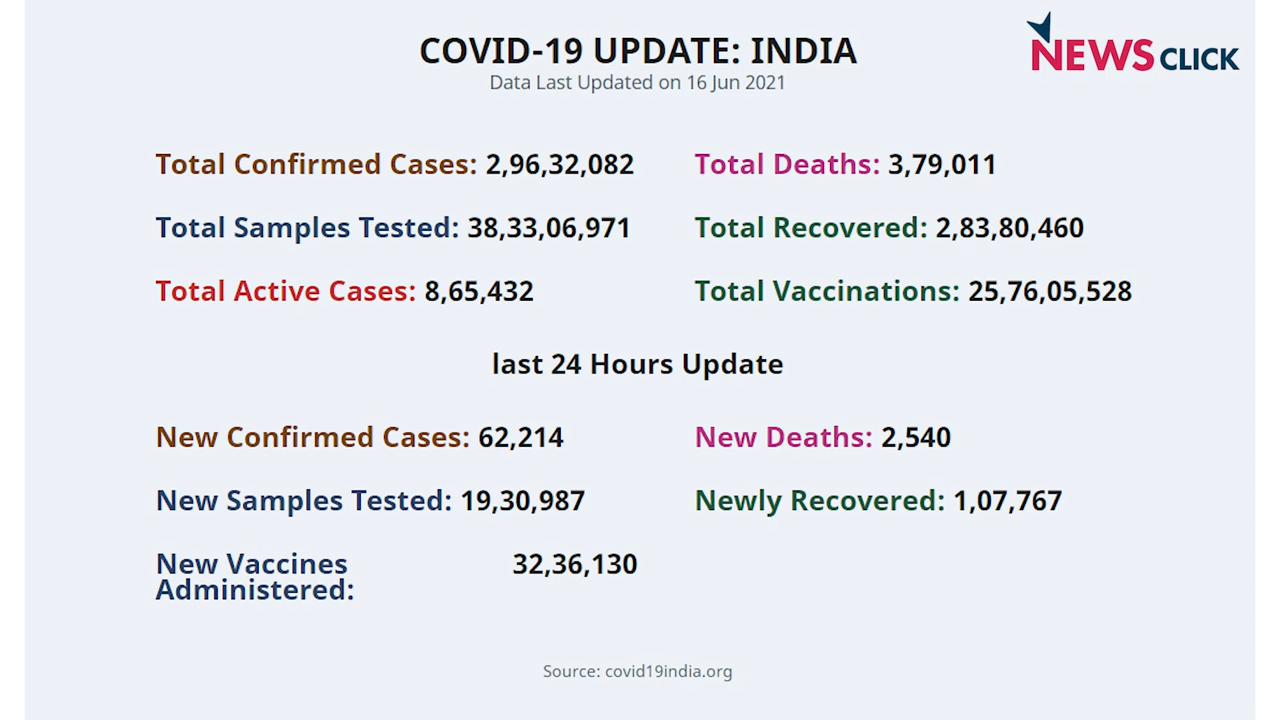 COVID-19 UPDATE: INDIA
Data Last Updated on 16 Jun 2021
NEWS CLICK
Total Confirmed Cases: 2,96,32,082
Total Deaths: 3,79,011
Total Samples Tested: 38,33,06,971
Total Recovered: 2,83,80,460
Total Active Cases: 8,65,432
Total Vaccinations: 25,76,05,528
last 24 Hours Update
New Confirmed Cases: 62,214
New Deaths: 2,540
New Samples Tested: 19,30,987
Newly Recovered: 1,07,767
New Vaccines 32,36,130
Administered:
Source: covid19india.org